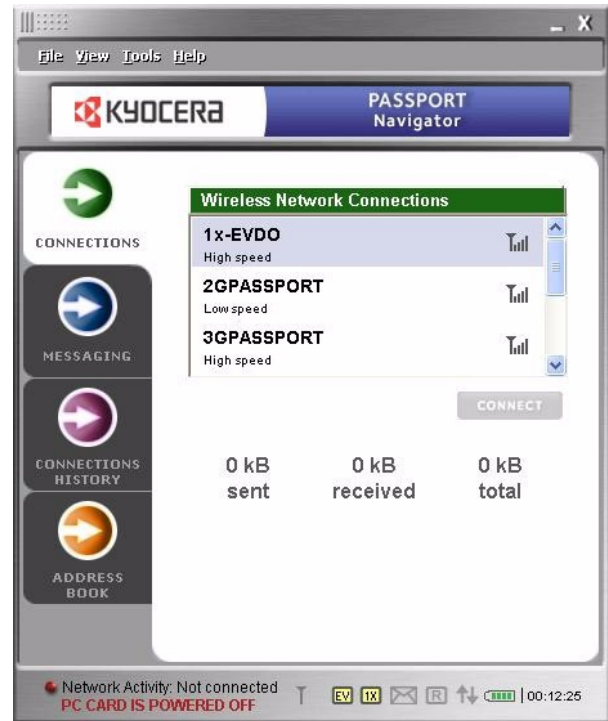 File View Tools Help
KYOCERA
PASSPORT
Navigator
CONNECTIONS
MESSAGING
CONNECTIONS
HISTORY
ADDRESS
BOOK
Wireless Network Connections
1x-EVDO
High speed
2GPASSPORT
Low speed
3GPASSPORT
High speed
CONNECT
0 kB 0 kB 0 kB
sent received total
Network Activity: Not connected
PC CARD IS POWERED OFF
EV 1X R 00:12:25